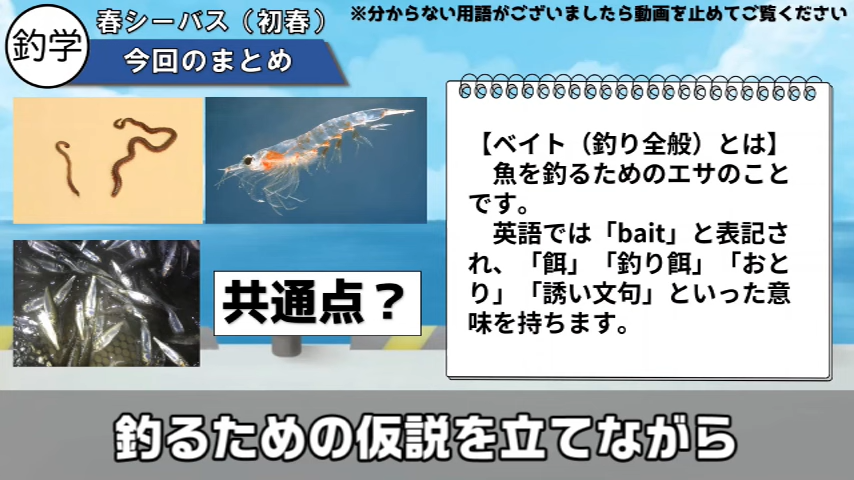 釣学
春シーバス（初春）
今回のまとめ
※分からない用語がございましたら動画を止めてご覧ください
【ベイト（釣り全般）とは】
　魚を釣るためのエサのこと
です。
　英語では「bait」と表記さ
れ、「餌」「釣り餌」「おと
り」「誘い文句」といった意
味を持ちます。
共通点？
釣るための仮説を立てながら